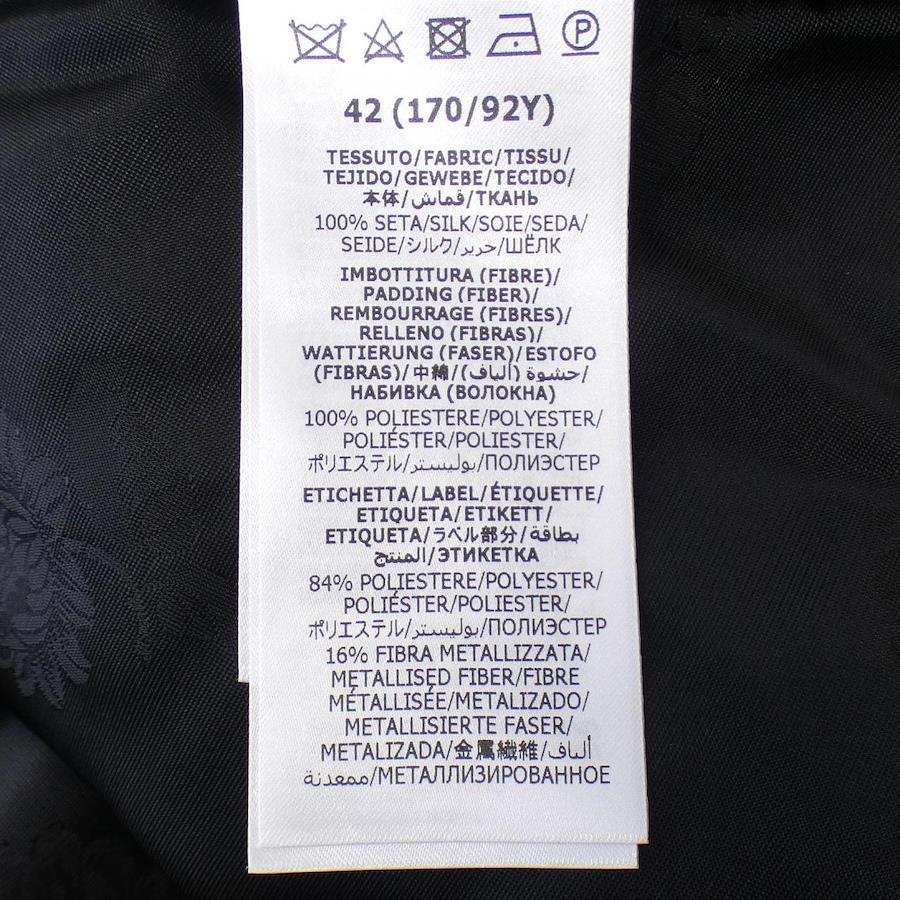 P
42 (170/92Y)
TESSUTO/FABRIC/TISSU/
TEJIDO/GEWEBE/TECIDO/
本体/قماش/ТКАНЬ
100% SETA/SILK/SOIE/SEDA/
SEIDE/シルク/حرير/ШЁЛК
IMBOTTITURA (FIBRE)/
PADDING (FIBER)/
REMBOURRAGE (FIBRES)/
RELLENO (FIBRAS)/
WATTIERUNG (FASER)/ESTOFO
(FIBRAS)/中綿/حشوة (ألياف)/
НАБИВКА (ВОЛОКНА)
100% POLIESTERE/POLYESTER/
POLIÉSTER/POLIESTER/
ポリエステル/بوليستر/ПОЛИЭСТЕР
ETICHETTA/LABEL/ÉTIQUETTE/
ETIQUETA/ETIKETT/
ETIQUETA/ラベル部分/بطاقة
المنتج/ЭТИКЕТКА
84% POLIESTERE/POLYESTER/
POLIÉSTER/POLIESTER/
ポリエステル/بوليستر/ПОЛИЭСТЕР
16% FIBRA METALLIZZATA/
METALLISED FIBER/FIBRE
MÉTALLISÉE/METALIZADO/
METALLISIERTE FASER/
METALIZADA/金属繊維/ألياف
ممعدنة/МЕТАЛЛИЗИРОВАННОЕ